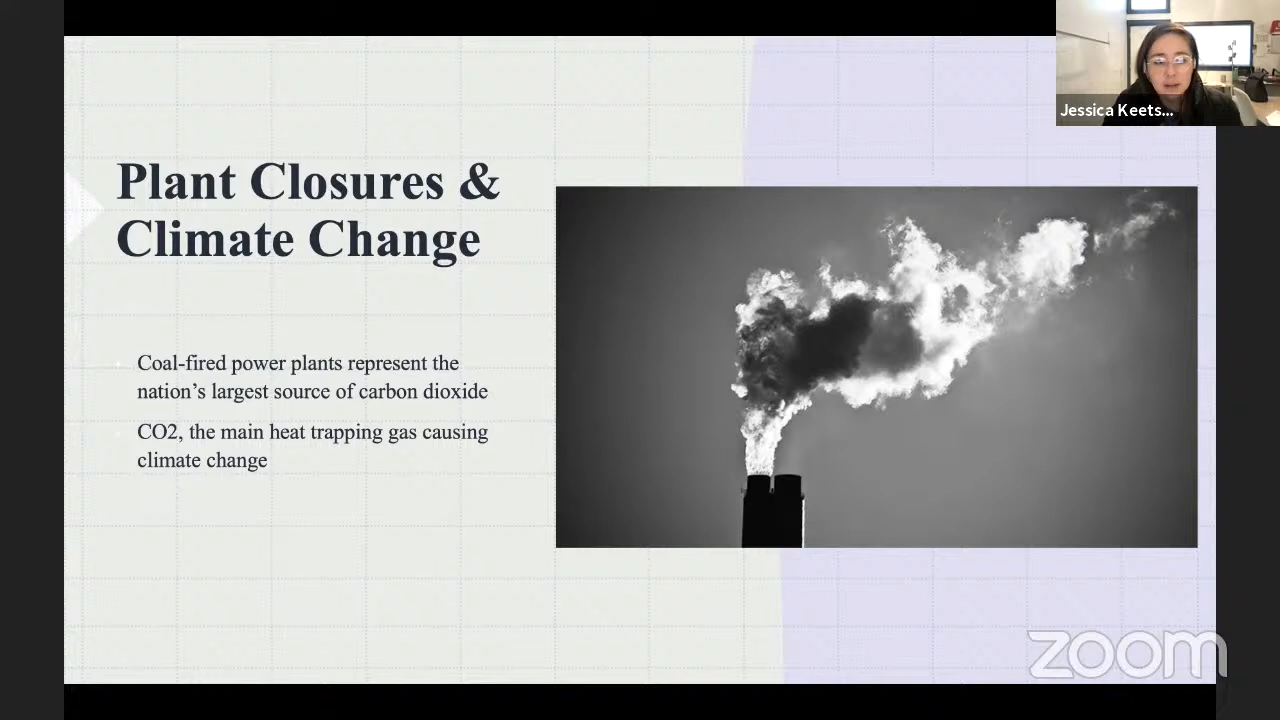 Jessica Keets...
Plant Closures &
Climate Change
Coal-fired power plants represent the
nation’s largest source of carbon dioxide
CO2, the main heat trapping gas causing
climate change
zoom